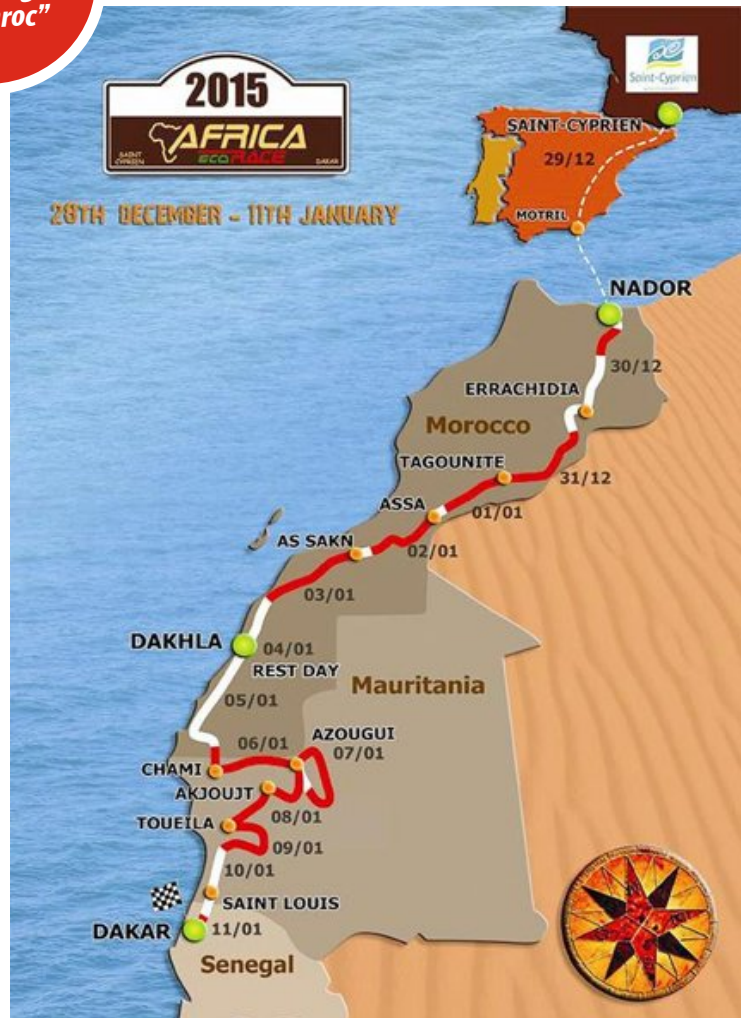 roc”
2015
AFRICA
ECO RACE
SAINT
CYPRIEN
DAKAR
28TH DECEMBER - 11TH JANUARY
Saint-Cyprien
SAINT-CYPRIEN
29/12
MOTRIL
NADOR
30/12
ERRACHIDIA
Morocco
TAGOUNITE
31/12
ASSA
01/01
AS SAKN
02/01
03/01
DAKHLA
04/01
REST DAY
05/01
Mauritania
AZOUGUI
06/01
07/01
CHAMI
AKJOUJT
08/01
TOUEILA
09/01
10/01
SAINT LOUIS
DAKAR
11/01
Senegal